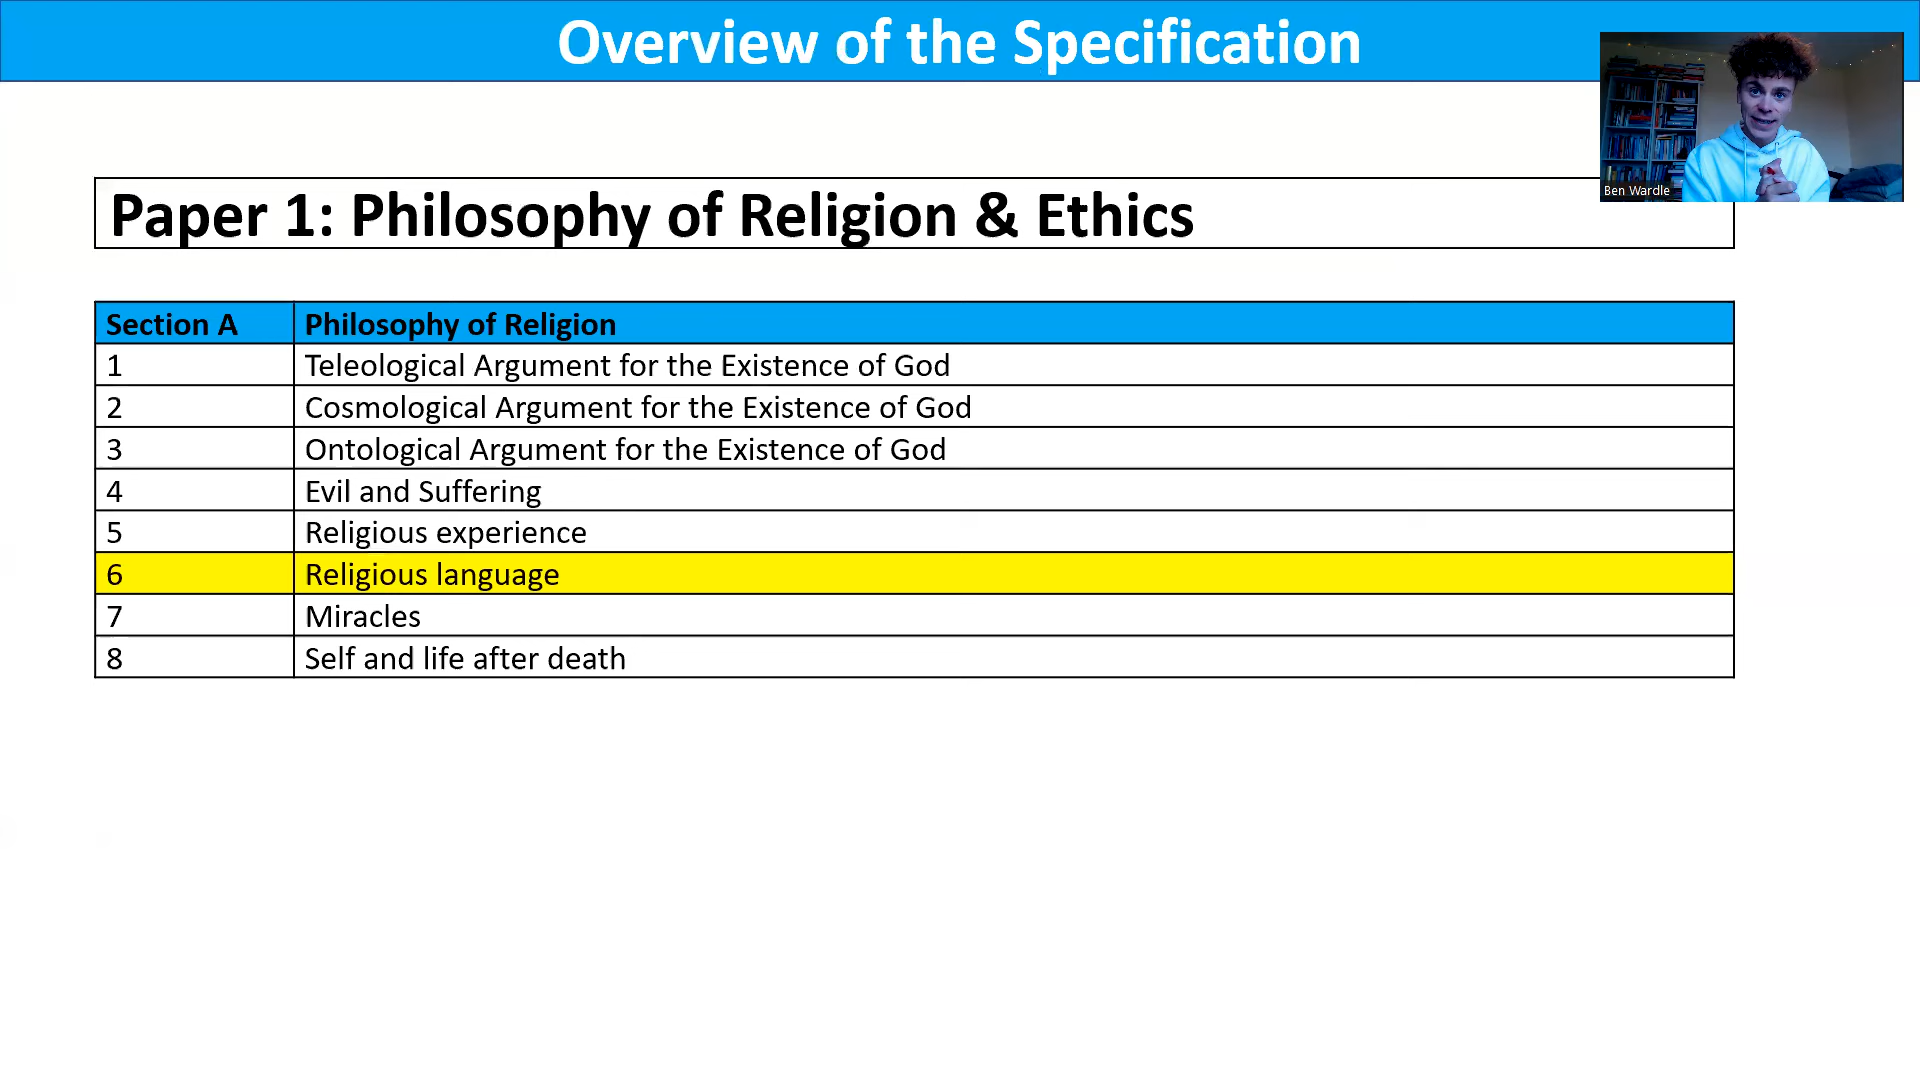 Overview of the Specification
Ben Wardle
Paper 1: Philosophy of Religion & Ethics
Section A Philosophy of Religion
1 Teleological Argument for the Existence of God
2 Cosmological Argument for the Existence of God
3 Ontological Argument for the Existence of God
4 Evil and Suffering
5 Religious experience
6 Religious language
7 Miracles
8 Self and life after death